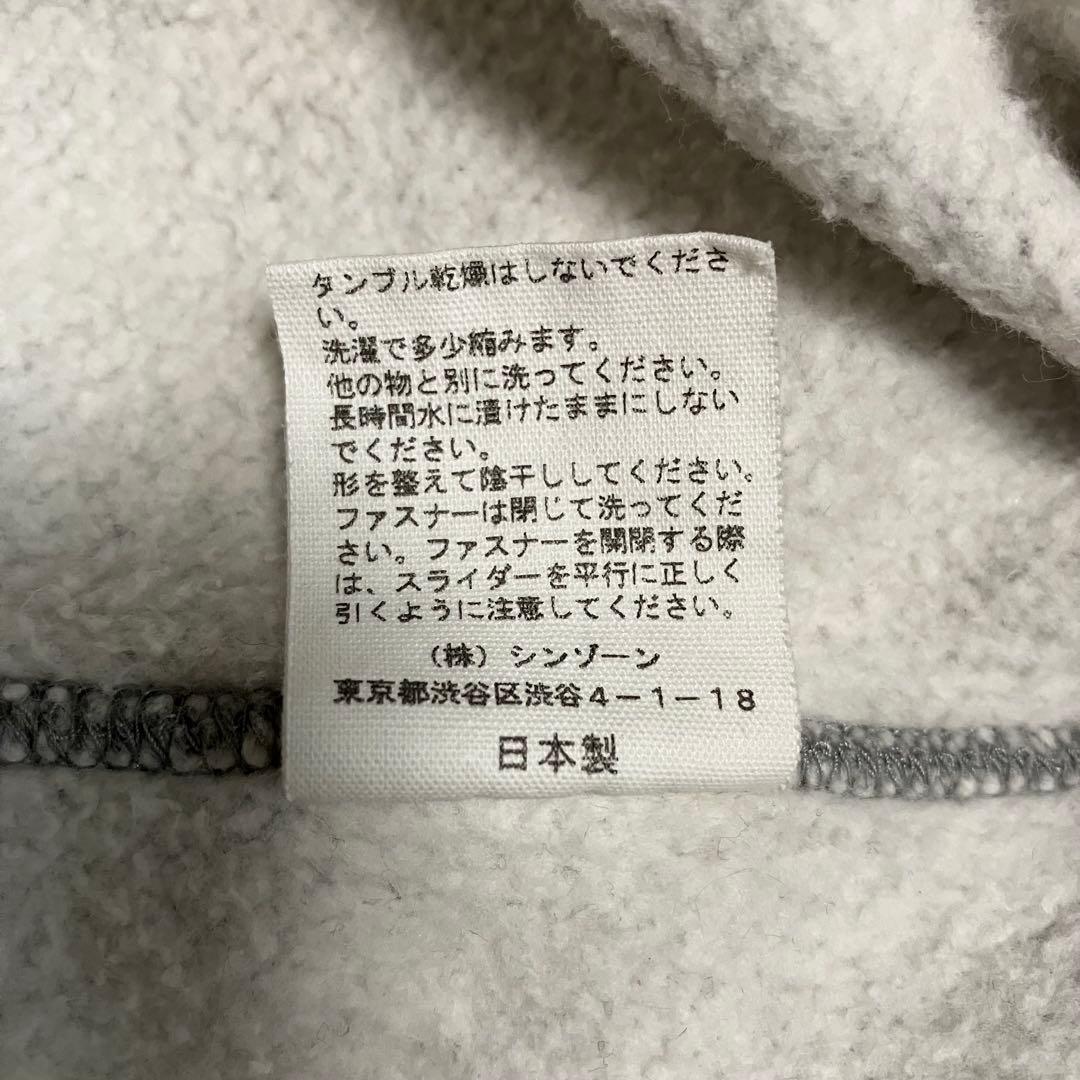 タンブル乾燥はしないでくださ
い。
洗濯で多少縮みます。
他の物と別に洗ってください。
長時間水に漬けたままにしない
でください。
形を整えて陰干ししてください。
ファスナーは閉じて洗ってくだ
さい。ファスナーを開閉する際
は、スライダーを平行に正しく
引くように注意してください。
(株)シンゾーン
東京都渋谷区渋谷4-1-18
日本製